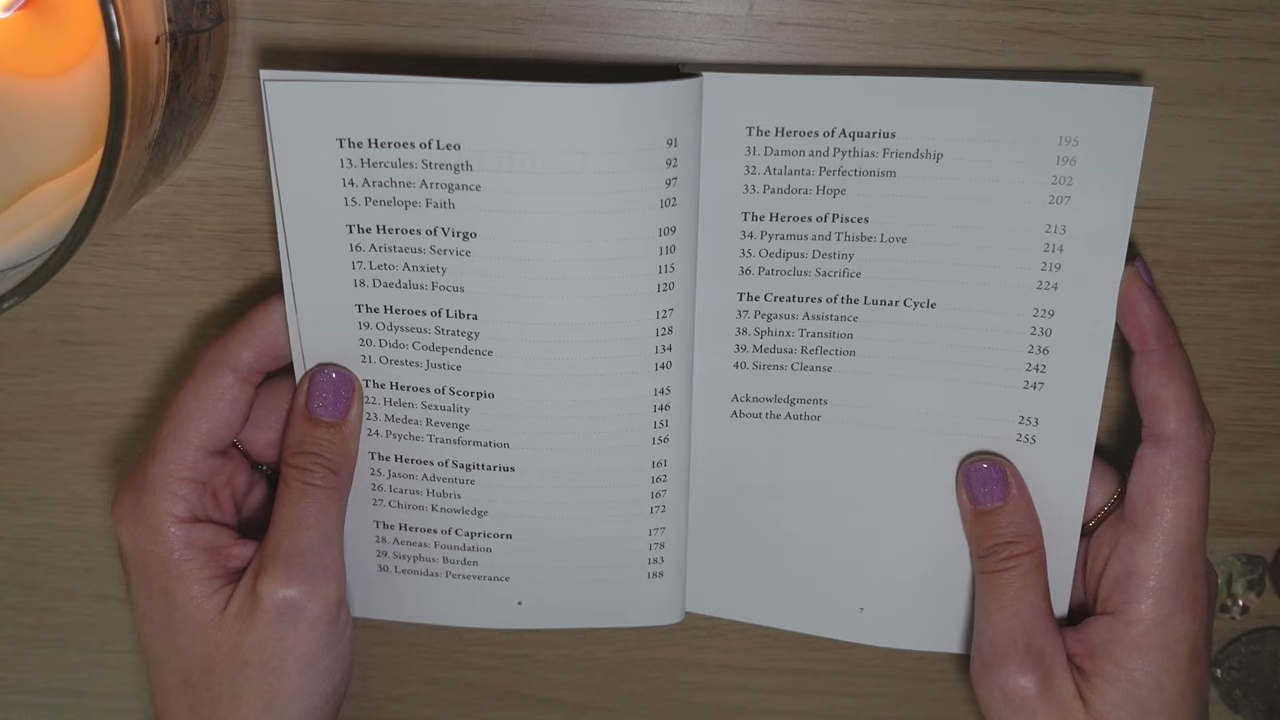 The Heroes of Leo 91
13. Hercules: Strength 92
14. Arachne: Arrogance 97
15. Penelope: Faith 102
The Heroes of Virgo 109
16. Aristaeus: Service 110
17. Leto: Anxiety 115
18. Daedalus: Focus 120
The Heroes of Libra 127
19. Odysseus: Strategy 128
20. Dido: Codependence 134
21. Orestes: Justice 140
The Heroes of Scorpio 145
22. Helen: Sexuality 146
23. Medea: Revenge 151
24. Psyche: Transformation 156
The Heroes of Sagittarius 161
25. Jason: Adventure 162
26. Icarus: Hubris 167
27. Chiron: Knowledge 172
The Heroes of Capricorn 177
28. Aeneas: Foundation 178
29. Sisyphus: Burden 183
30. Leonidas: Perseverance 188
6
The Heroes of Aquarius 195
31. Damon and Pythias: Friendship 196
32. Atalanta: Perfectionism 202
33. Pandora: Hope 207
The Heroes of Pisces 213
34. Pyramus and Thisbe: Love 214
35. Oedipus: Destiny 219
36. Patroclus: Sacrifice 224
The Creatures of the Lunar Cycle 229
37. Pegasus: Assistance 230
38. Sphinx: Transition 236
39. Medusa: Reflection 242
40. Sirens: Cleanse 247
Acknowledgments 253
About the Author 255
7